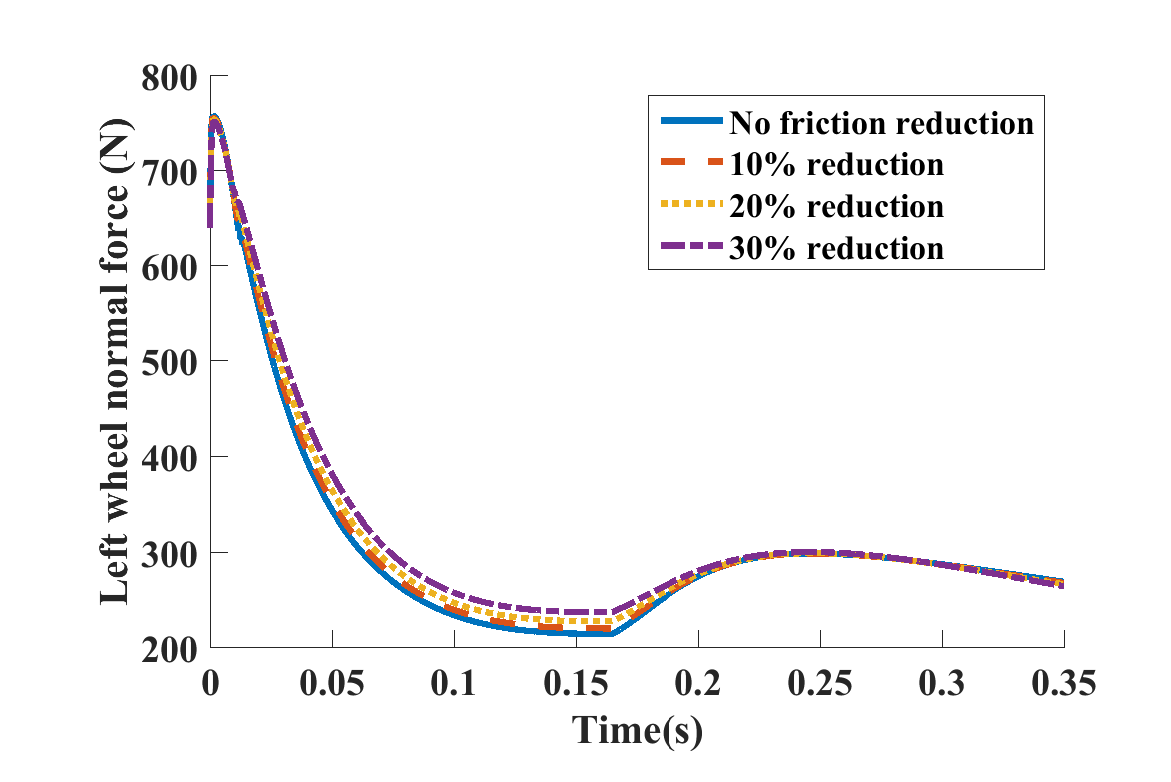 800
700
600
500
400
300
200
Left wheel normal force (N)
No friction reduction
10% reduction
20% reduction
30% reduction
0 0.05 0.1 0.15 0.2 0.25 0.3 0.35
Time(s)